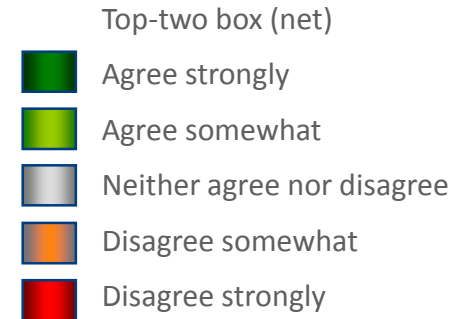 Top-two box (net)
Agree strongly
Agree somewhat
Neither agree nor disagree
Disagree somewhat
Disagree strongly